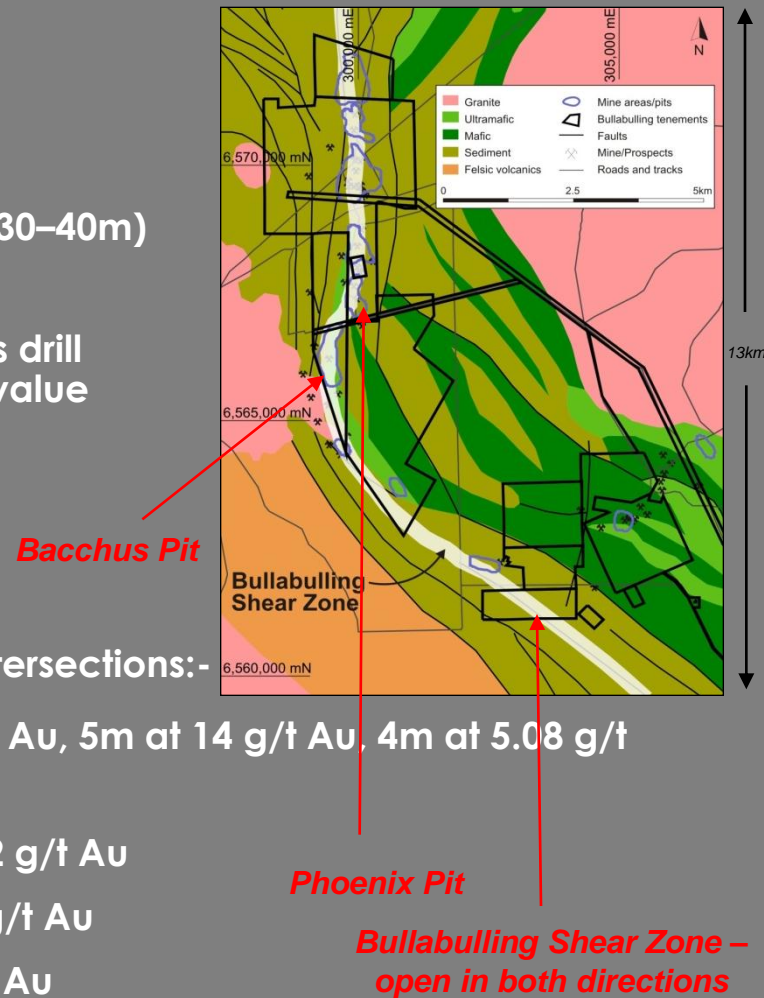 300,000 mE
305,000 mE
N
Granite
Ultramafic
Mafic
Sediment
Felsic volcanics
Mine areas/pits
Bullabulling tenements
Faults
Mine/Prospects
Roads and tracks
0 2.5 5km
6,570,000 mN
30–40m)
s drill
value
13km
6,565,000 mN
Bacchus Pit
Bullabulling
Shear Zone
tersections:-
6,560,000 mN
Au, 5m at 14 g/t Au, 4m at 5.08 g/t
2 g/t Au
Phoenix Pit
g/t Au
Bullabulling Shear Zone –
open in both directions
Au